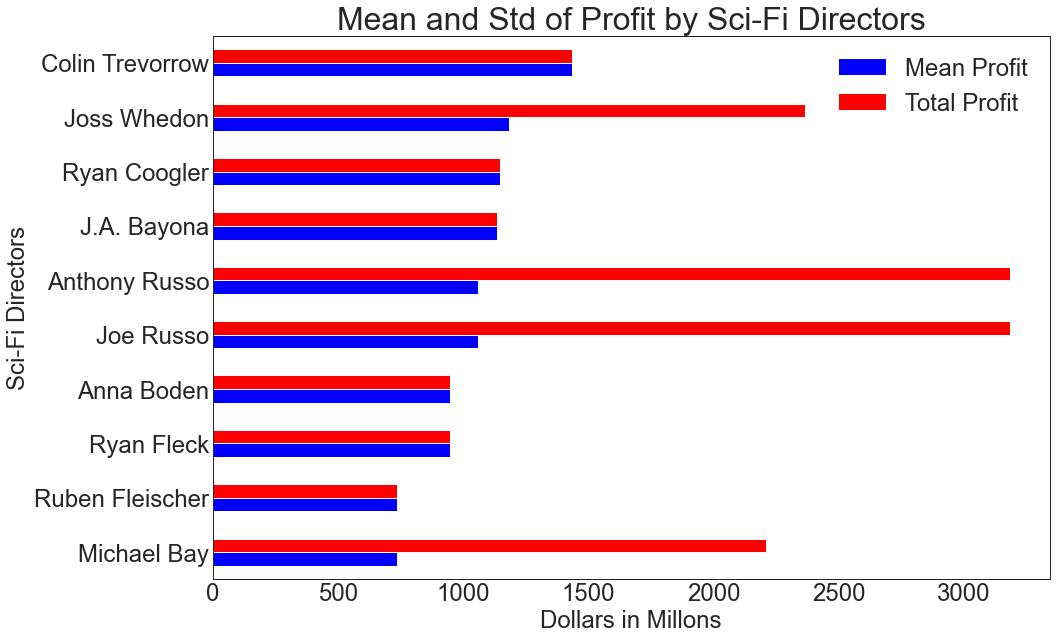 Mean and Std of Profit by Sci-Fi Directors
Mean Profit
Total Profit
Sci-Fi Directors
Colin Trevorrow
Joss Whedon
Ryan Coogler
J.A. Bayona
Anthony Russo
Joe Russo
Anna Boden
Ryan Fleck
Ruben Fleischer
Michael Bay
0 500 1000 1500 2000 2500 3000
Dollars in Millons